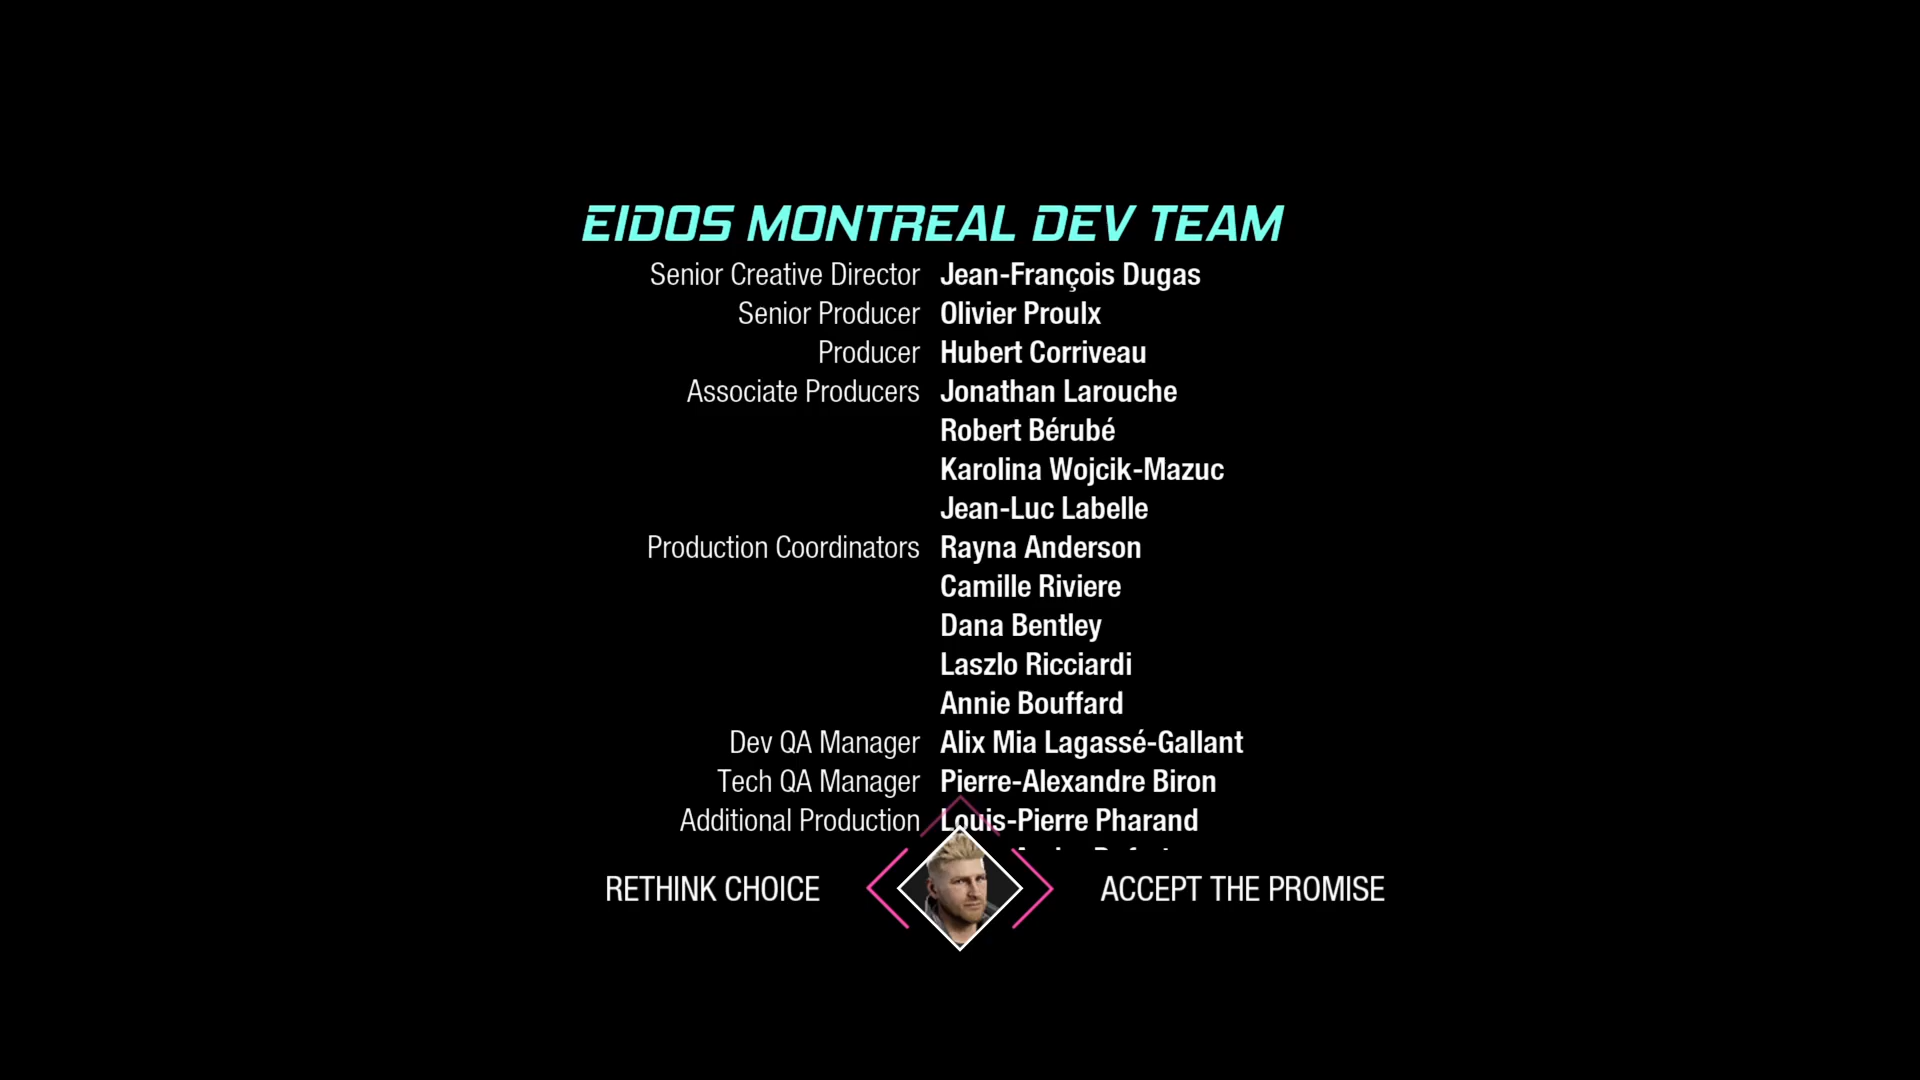 EIDOS MONTREAL DEV TEAM
Senior Creative Director Jean-François Dugas
Senior Producer Olivier Proulx
Producer Hubert Corriveau
Associate Producers Jonathan Larouche
Robert Bérubé
Karolina Wojcik-Mazuc
Jean-Luc Labelle
Production Coordinators Rayna Anderson
Camille Riviere
Dana Bentley
Laszlo Ricciardi
Annie Bouffard
Dev QA Manager Alix Mia Lagassé-Gallant
Tech QA Manager Pierre-Alexandre Biron
Additional Production Louis-Pierre Pharand
RETHINK CHOICE ACCEPT THE PROMISE